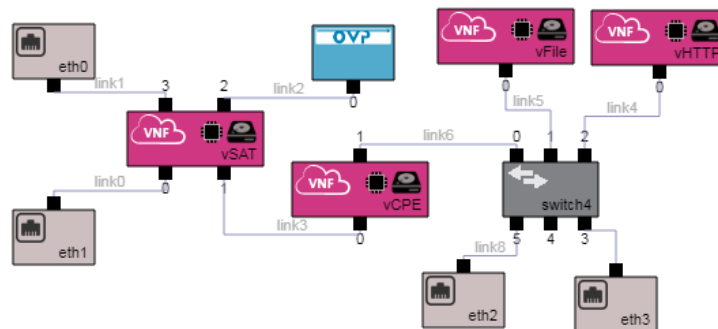 eth0
link1
3
2
link2
OVP
0
VNF
vSAT
link0
0
1
eth1
link3
1
link6
VNF
vCPE
0
VNF
vFile
0
link5
VNF
vHTTP
0
link4
0
1
2
switch4
5
4
3
link8
eth2
eth3